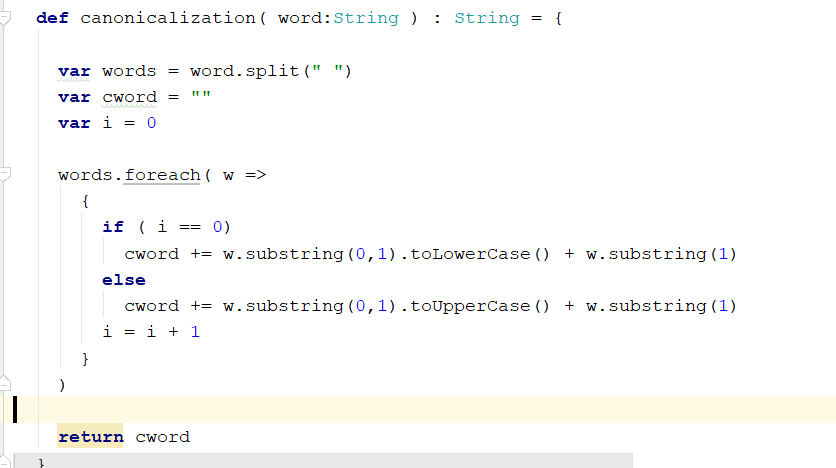 def canonicalization( word:String ) : String = {
var words = word.split(" ")
var cword = ""
var i = 0
words.foreach( w =>
{
if ( i == 0)
cword += w.substring(0,1).toLowerCase() + w.substring(1)
else
cword += w.substring(0,1).toUpperCase() + w.substring(1)
i = i + 1
}
)
return cword
}